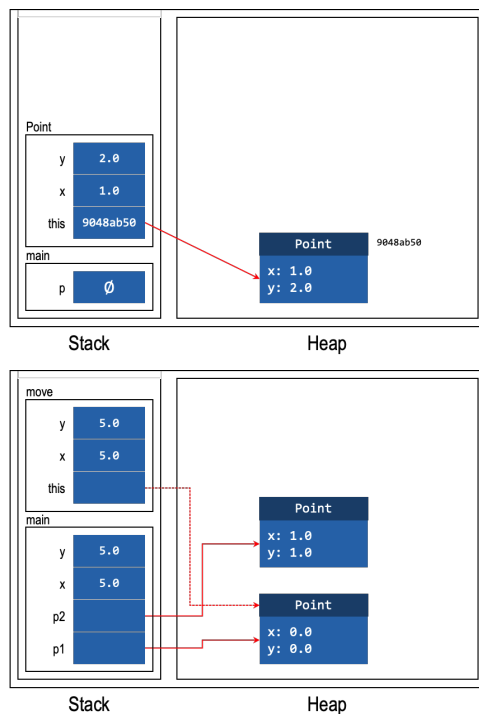 Point
y 2.0
x 1.0
this 9048ab50
main
p Ø
Point 9048ab50
x: 1.0
y: 2.0
Stack Heap
move
y 5.0
x 5.0
this
main
y 5.0
x 5.0
p2
p1
Point
x: 1.0
y: 1.0
Point
x: 0.0
y: 0.0
Stack Heap